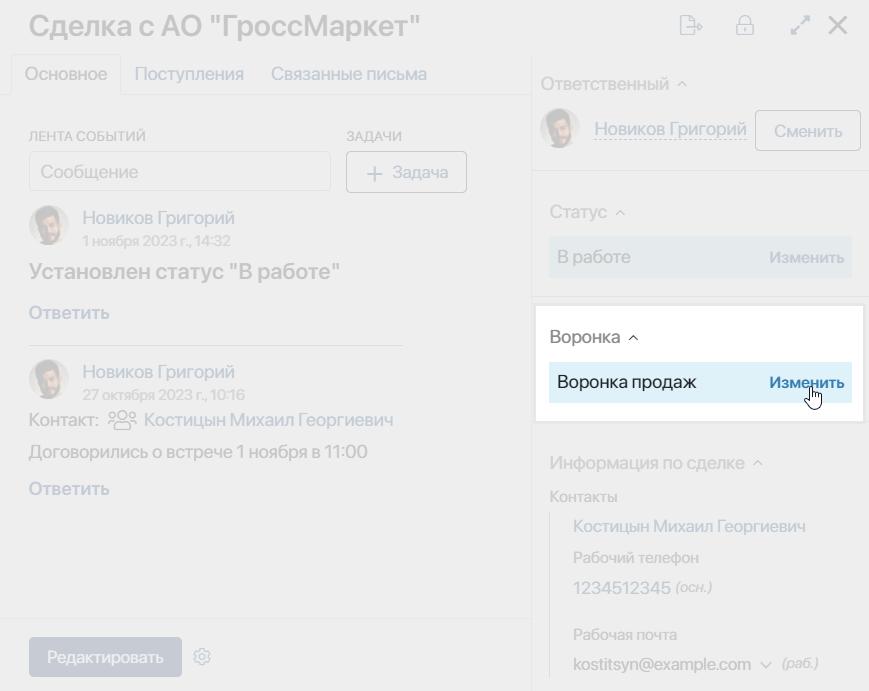 Сделка с АО "ГроссМаркет"
Основное
Поступления
Связанные письма
ЛЕНТА СОБЫТИЙ
ЗАДАЧИ
Сообщение
+ Задача
Новиков Григорий
1 ноября 2023 г., 14:32
Установлен статус "В работе"
Ответить
Новиков Григорий
27 октября 2023 г., 10:16
Контакт: Костицын Михаил Георгиевич
Договорились о встрече 1 ноября в 11:00
Ответить
Редактировать
Ответственный
Новиков Григорий
Сменить
Статус
В работе
Изменить
Воронка
Воронка продаж
Изменить
Информация по сделке
Контакты
Костицын Михаил Георгиевич
Рабочий телефон
1234512345 (осн.)
Рабочая почта
kostitsyn@example.com (раб.)